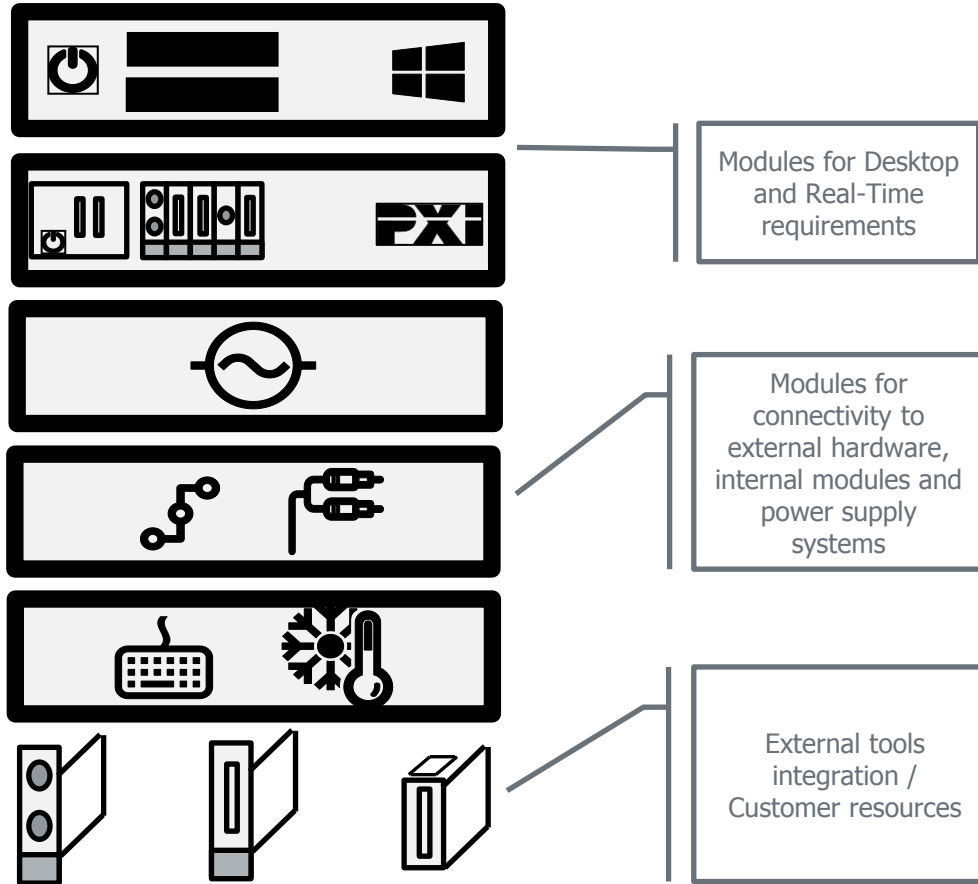 PXI
Modules for Desktop
and Real-Time
requirements
Modules for
connectivity to
external hardware,
internal modules and
power supply
systems
External tools
integration /
Customer resources